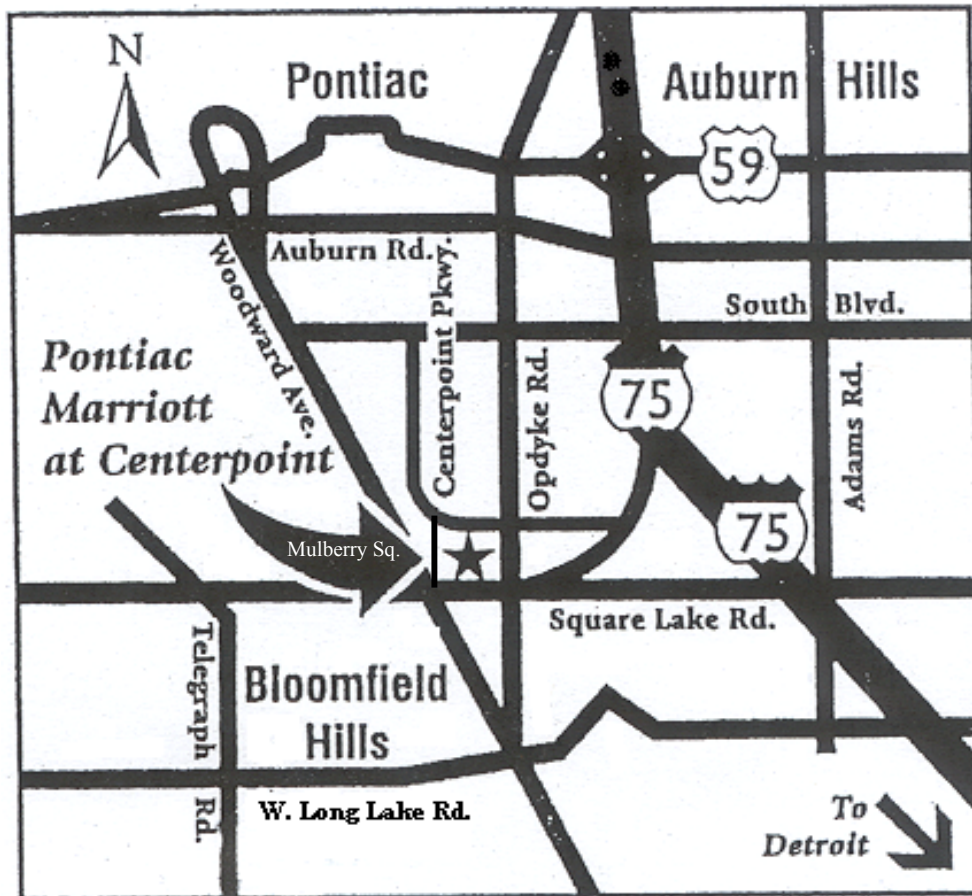 N
Pontiac
Auburn Hills
59
Auburn Rd.
Woodward Ave.
Centerpoint Pkwy.
South Blvd.
Pontiac
Marriott
at Centerpoint
Opdyke Rd.
75
Adams Rd.
75
Mulberry Sq.
Square Lake Rd.
Telegraph Rd.
Bloomfield
Hills
W. Long Lake Rd.
To
Detroit